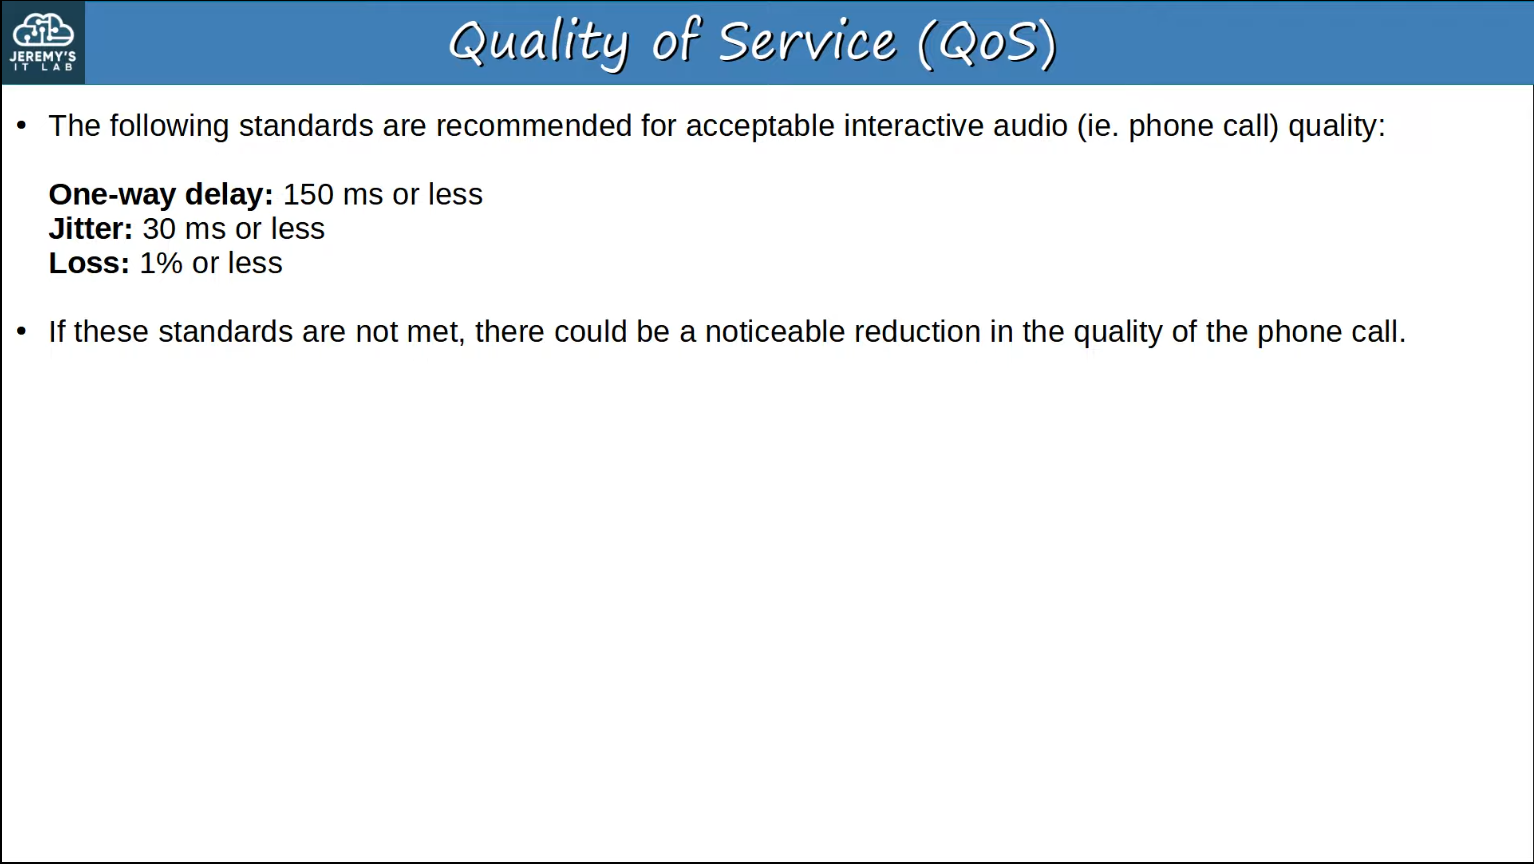 JEREMY'S
IT LAB
Quality of Service (QoS)
• The following standards are recommended for acceptable interactive audio (ie. phone call) quality:
One-way delay: 150 ms or less
Jitter: 30 ms or less
Loss: 1% or less
• If these standards are not met, there could be a noticeable reduction in the quality of the phone call.